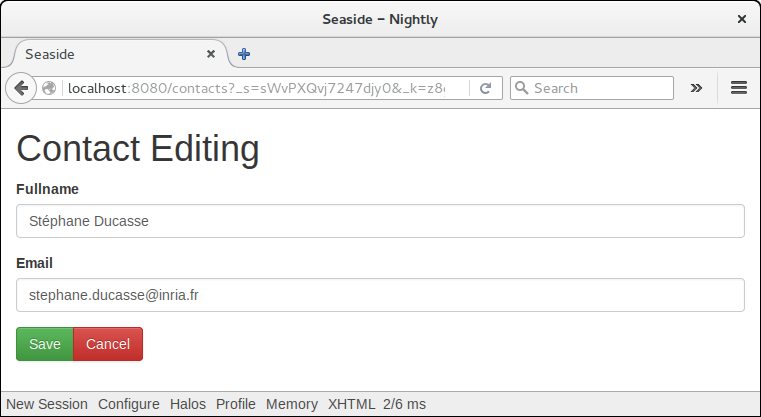 Seaside - Nightly
Seaside
localhost:8080/contacts?_s=sWvPXQvj7247djy0&_k=z8
Search
Contact Editing
Fullname
Stéphane Ducasse
Email
stephane.ducasse@inria.fr
Save Cancel
New Session Configure Halos Profile Memory XHTML 2/6 ms